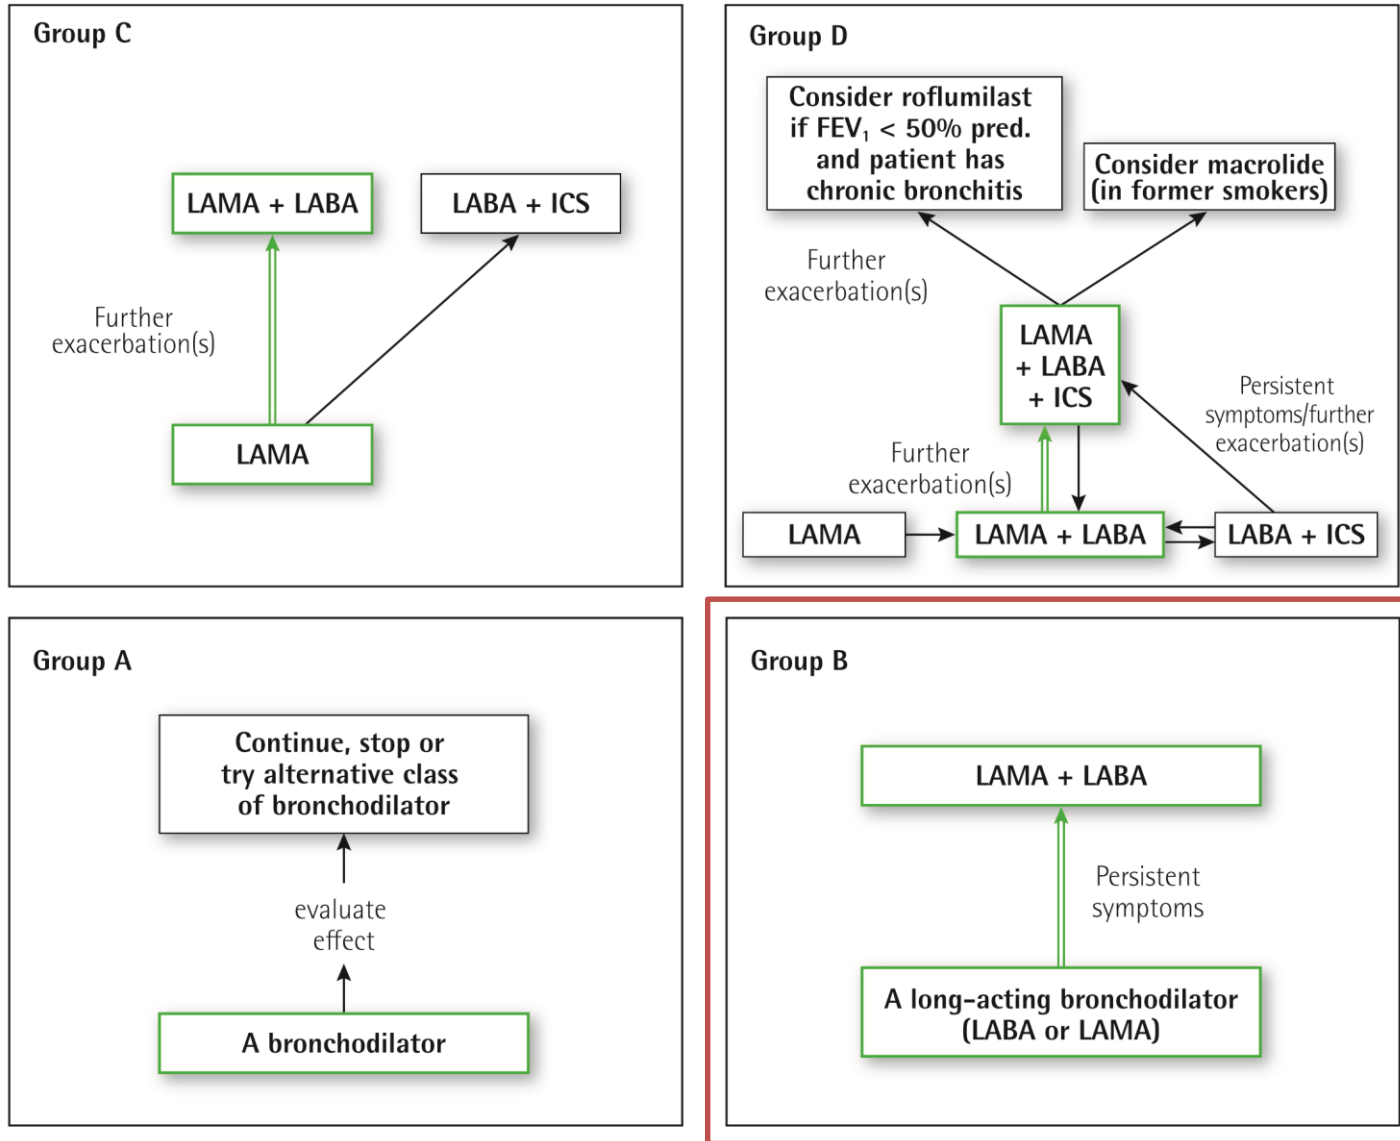 Group C
LAMA + LABA
LABA + ICS
Further
exacerbation(s)
LAMA
Group D
Consider roflumilast
if FEV₁ < 50% pred.
and patient has
chronic bronchitis
Consider macrolide
(in former smokers)
Further
exacerbation(s)
LAMA
+ LABA
+ ICS
Persistent
symptoms/further
exacerbation(s)
Further
exacerbation(s)
LAMA
LAMA + LABA
LABA + ICS
Group A
Continue, stop or
try alternative class
of bronchodilator
evaluate
effect
A bronchodilator
Group B
LAMA + LABA
Persistent
symptoms
A long-acting bronchodilator
(LABA or LAMA)